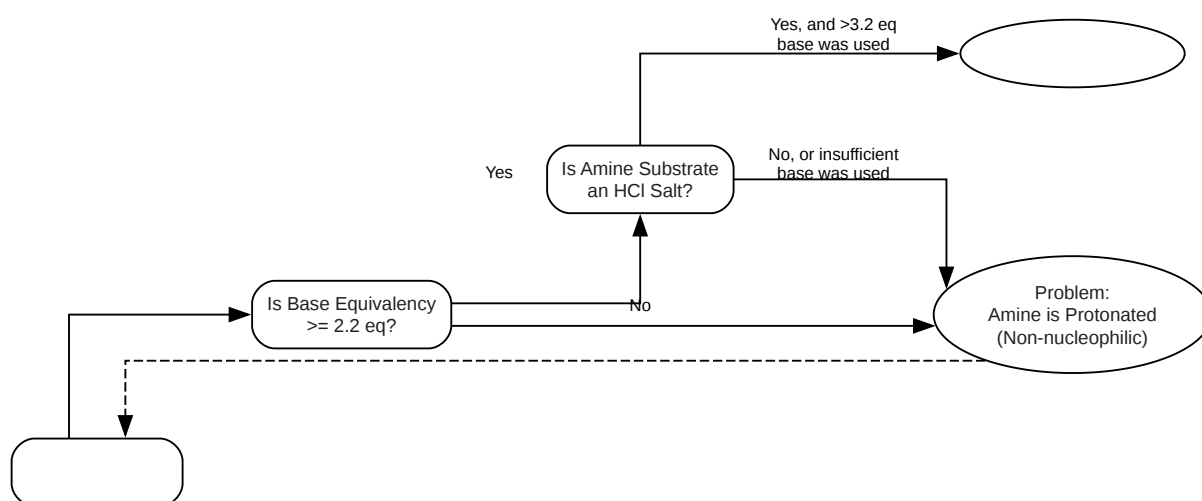 Yes, and >3.2 eq
base was used
Is Amine Substrate
an HCl Salt?
Yes
No, or insufficient
base was used
Is Base Equivalency
>= 2.2 eq?
No
Problem:
Amine is Protonated
(Non-nucleophilic)